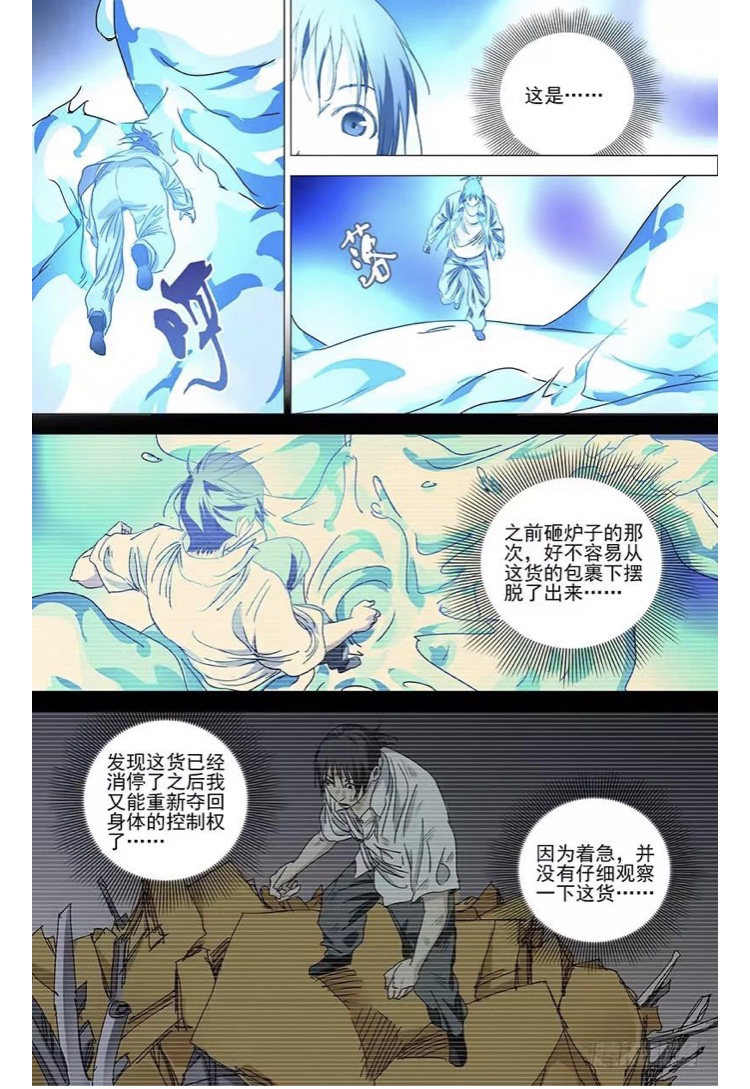 这是……
落
之前砸炉子的那
次，好不容易从
这货的包裹下摆
脱了出来……
发现这货已经
消停了之后我
又能重新夺回
身体的控制权
了……
因为着急，并
没有仔细观察
一下这货……